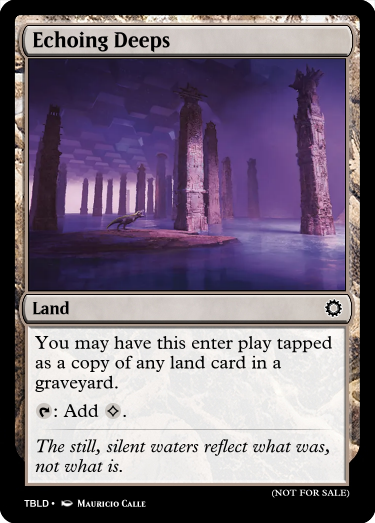 Echoing Deeps
Land
You may have this enter play tapped
as a copy of any land card in a
graveyard.
: Add .
The still, silent waters reflect what was,
not what is.
(NOT FOR SALE)
TBLD • Mauricio Calle